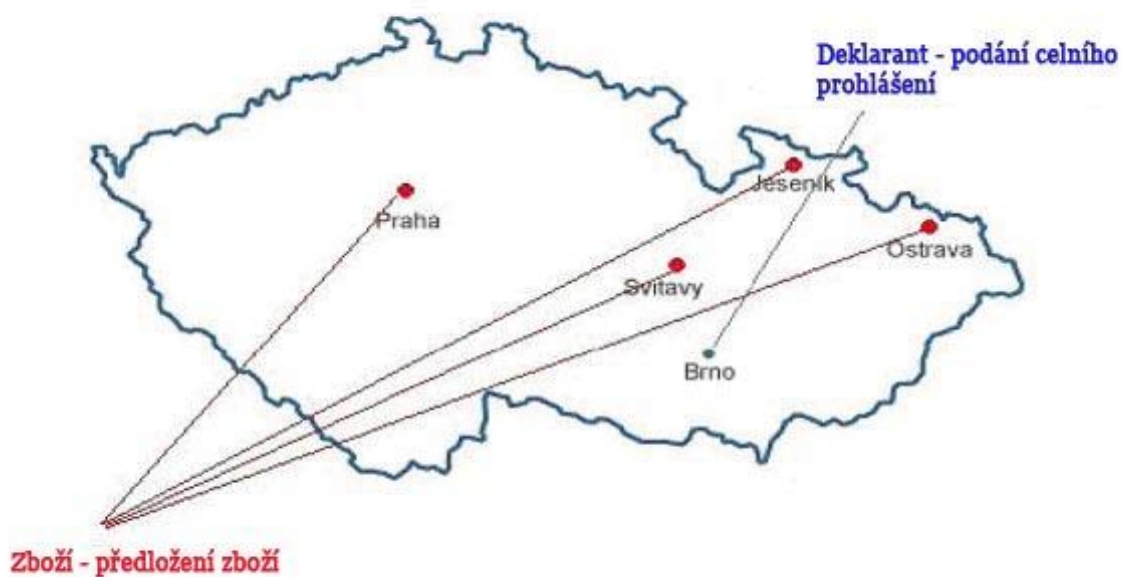 Deklarant - podání celního
prohlášení
Jeseník
Praha
Ostrava
Svitavy
Brno
Zboží - předložení zboží